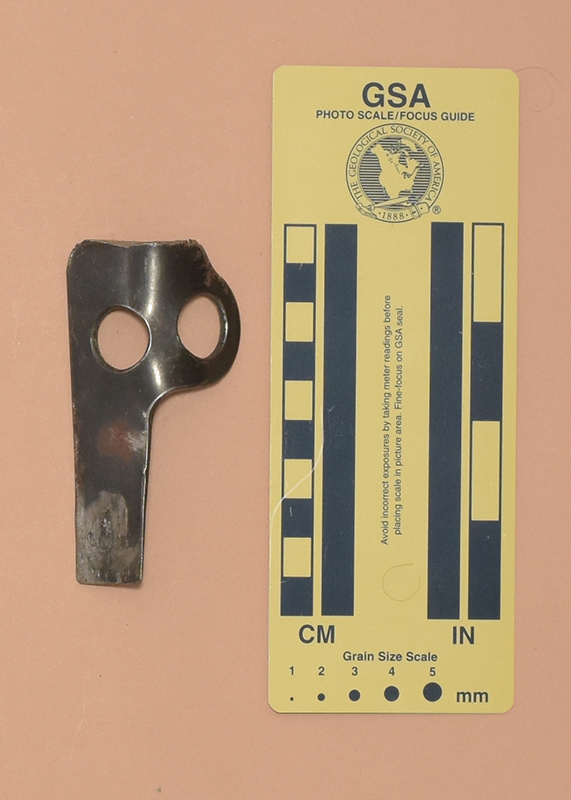 GSA
PHOTO SCALE/FOCUS GUIDE
THE GEOLOGICAL SOCIETY OF AMERICA
· 1888 ·
®
Avoid incorrect exposures by taking meter readings before
placing scale in picture area. Fine-focus on GSA seal.
CM
IN
Grain Size Scale
1 2 3 4 5
mm